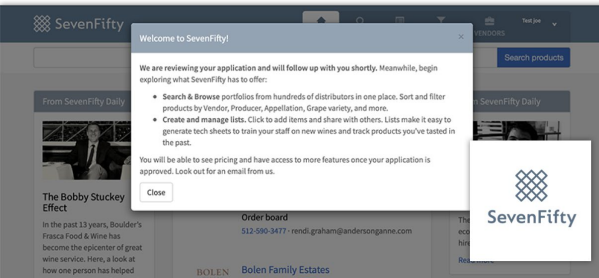 SevenFifty
Test joe
VENDORS
Search products
Welcome to SevenFifty!
×
We are reviewing your application and will follow up with you shortly. Meanwhile, begin
exploring what SevenFifty has to offer:
• Search & Browse portfolios from hundreds of distributors in one place. Sort and filter
products by Vendor, Producer, Appellation, Grape variety, and more.
• Create and manage lists. Click to add items and share with others. Lists make it easy to
generate tech sheets to train your staff on new wines and track products you've tasted in
the past.
You will be able to see pricing and have access to more features once your application is
approved. Look out for an email from us.
Close
From SevenFifty Daily
The Bobby Stuckey
Effect
In the past 13 years, Boulder's
Frasca Food & Wine has
become the epicenter of great
wine service. Here, a look at
how one person has helped
Order board
512-590-3477 · rendi.graham@andersonganne.com
BOLEN
Bolen Family Estates
SevenFifty Daily
The
eco
hire
SevenFifty